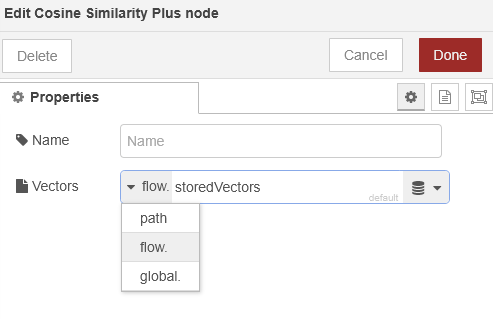 Edit Cosine Similarity Plus node
Delete
Cancel
Done
Properties
Name
Name
Vectors
flow. storedVectors
default
path
flow.
global.